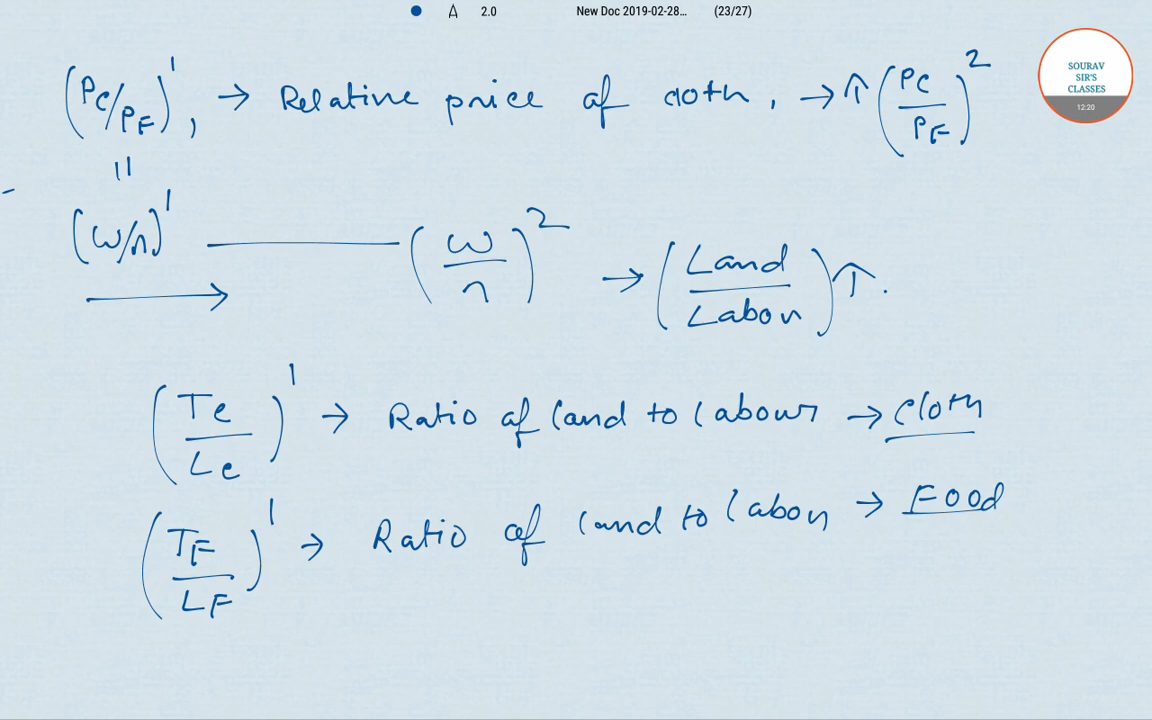 2.0 New Doc 2019-02-28... (23/27)
SOURAV
SIR'S
CLASSES
12:20
(Pc/PF)¹, → Relative price of cloth, → ↑ (Pc/PF)²
||
(w/r)¹ ——— (w/r)² → (Land/Labor) ↑.
→
(Tc/Lc)¹ → Ratio of land to labour → Cloth
(TF/LF)¹ → Ratio of land to labor → Food